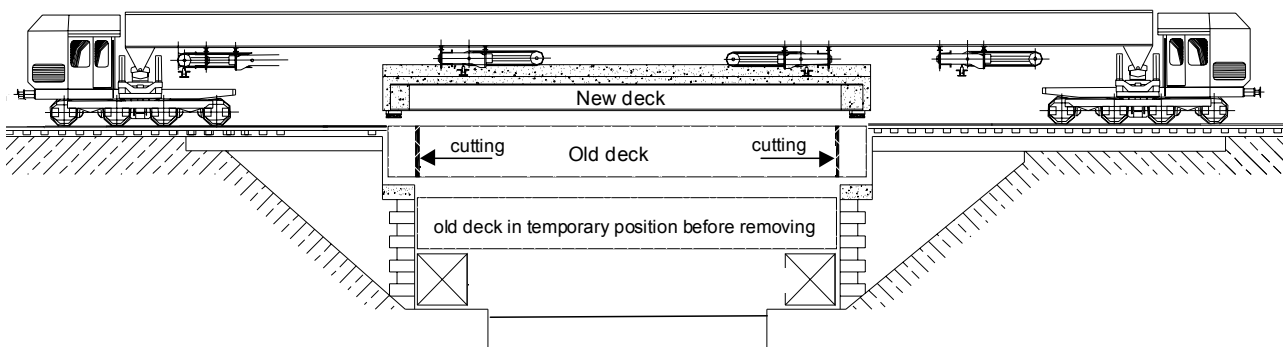 New deck
cutting
Old deck
cutting
old deck in temporary position before removing